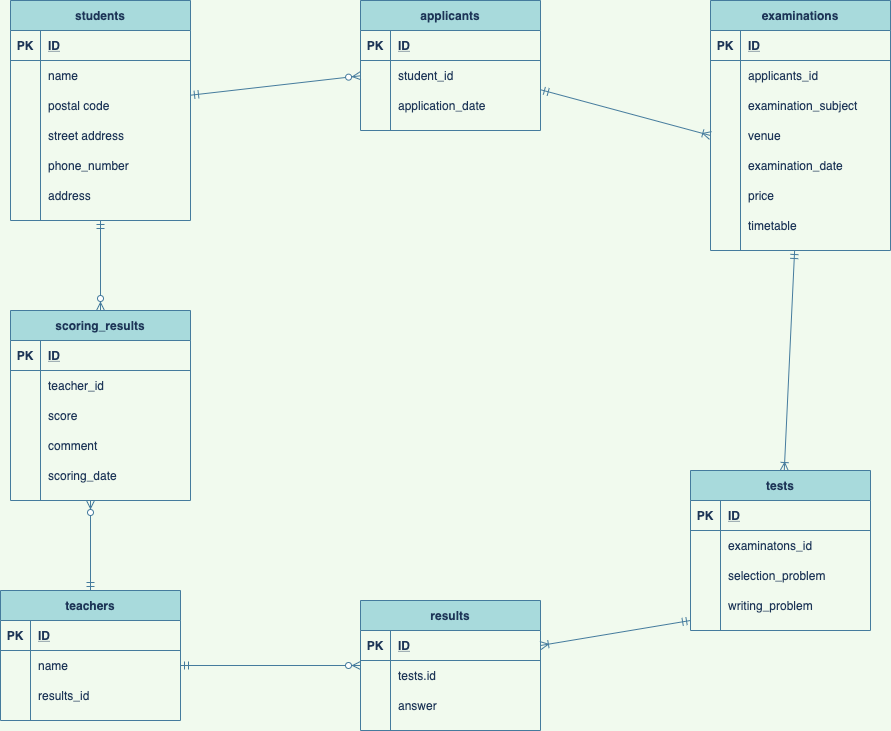 students
PK ID
name
postal code
street address
phone_number
address
applicants
PK ID
student_id
application_date
examinations
PK ID
applicants_id
examination_subject
venue
examination_date
price
timetable
scoring_results
PK ID
teacher_id
score
comment
scoring_date
tests
PK ID
examinatons_id
selection_problem
writing_problem
teachers
PK ID
name
results_id
results
PK ID
tests.id
answer